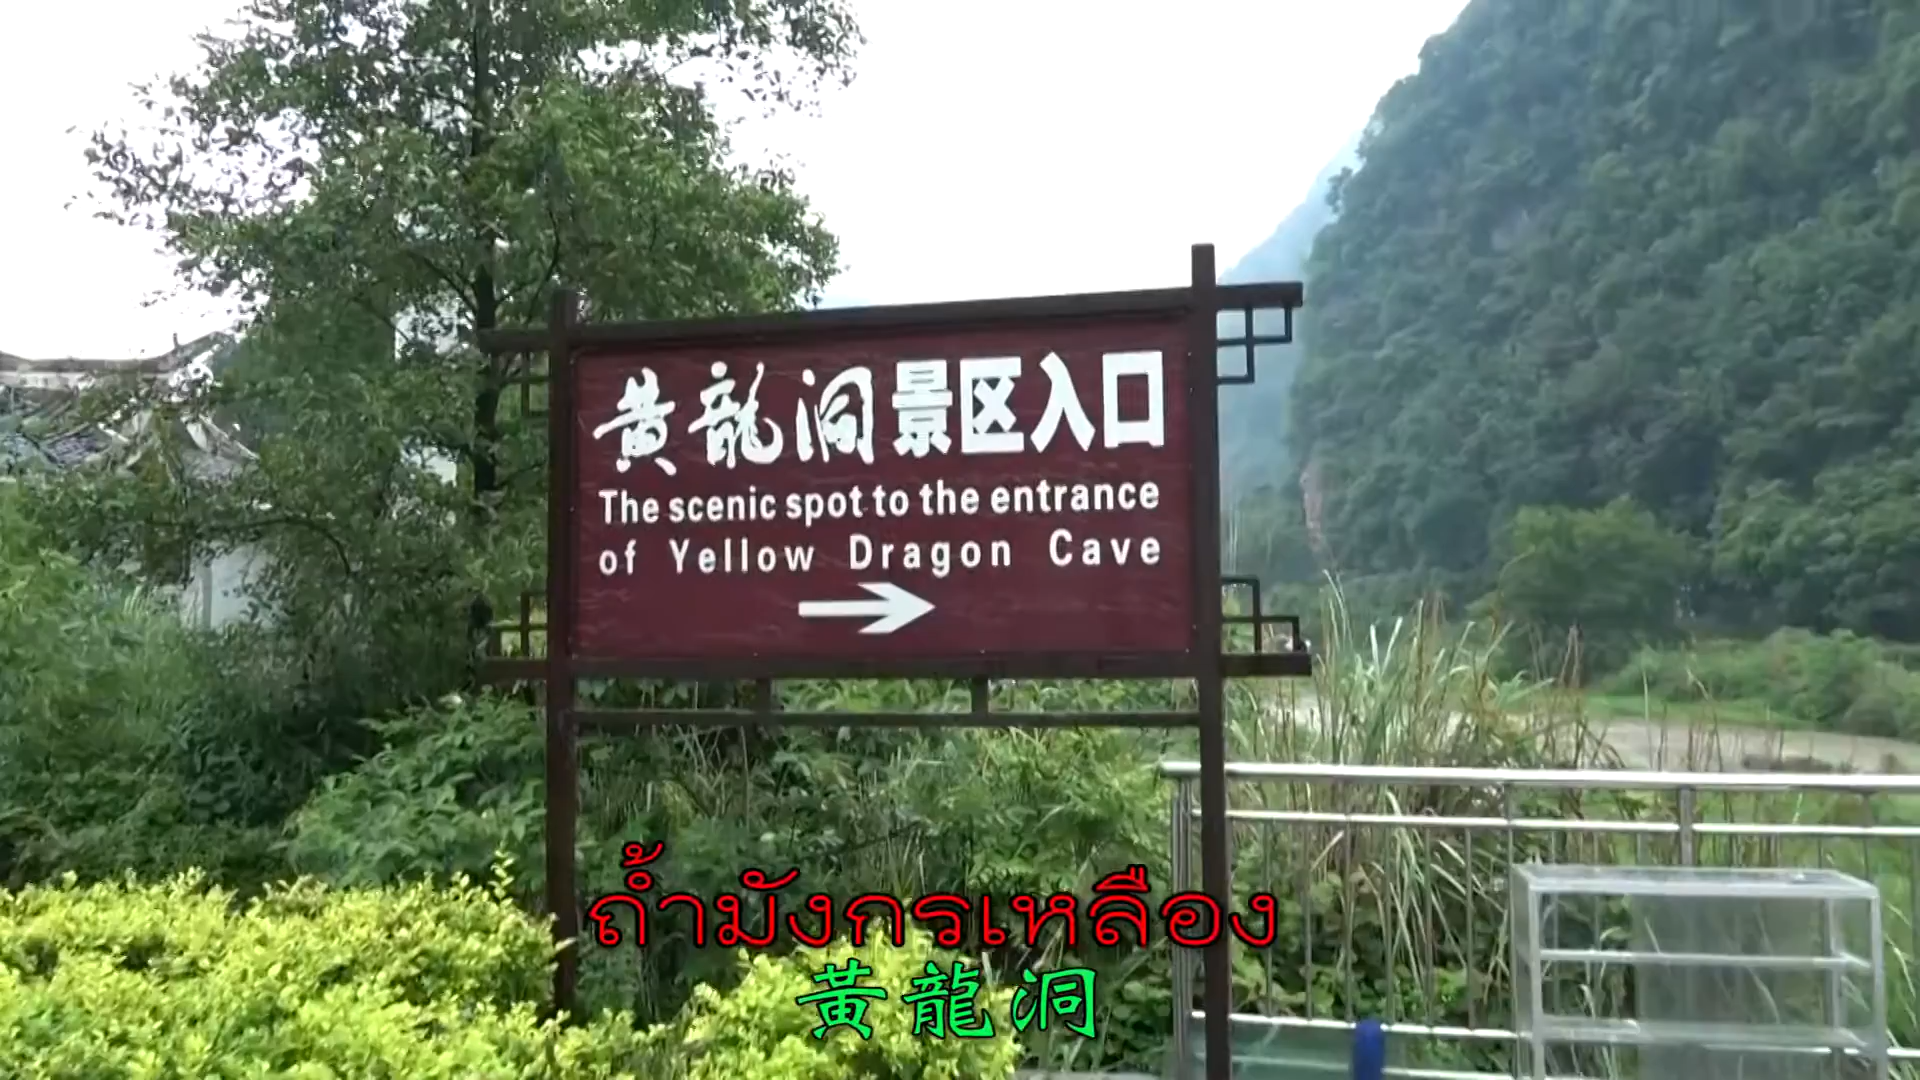 黄龍洞景区入口
The scenic spot to the entrance
of Yellow Dragon Cave
ถ้ำมังกรเหลือง
黃龍洞